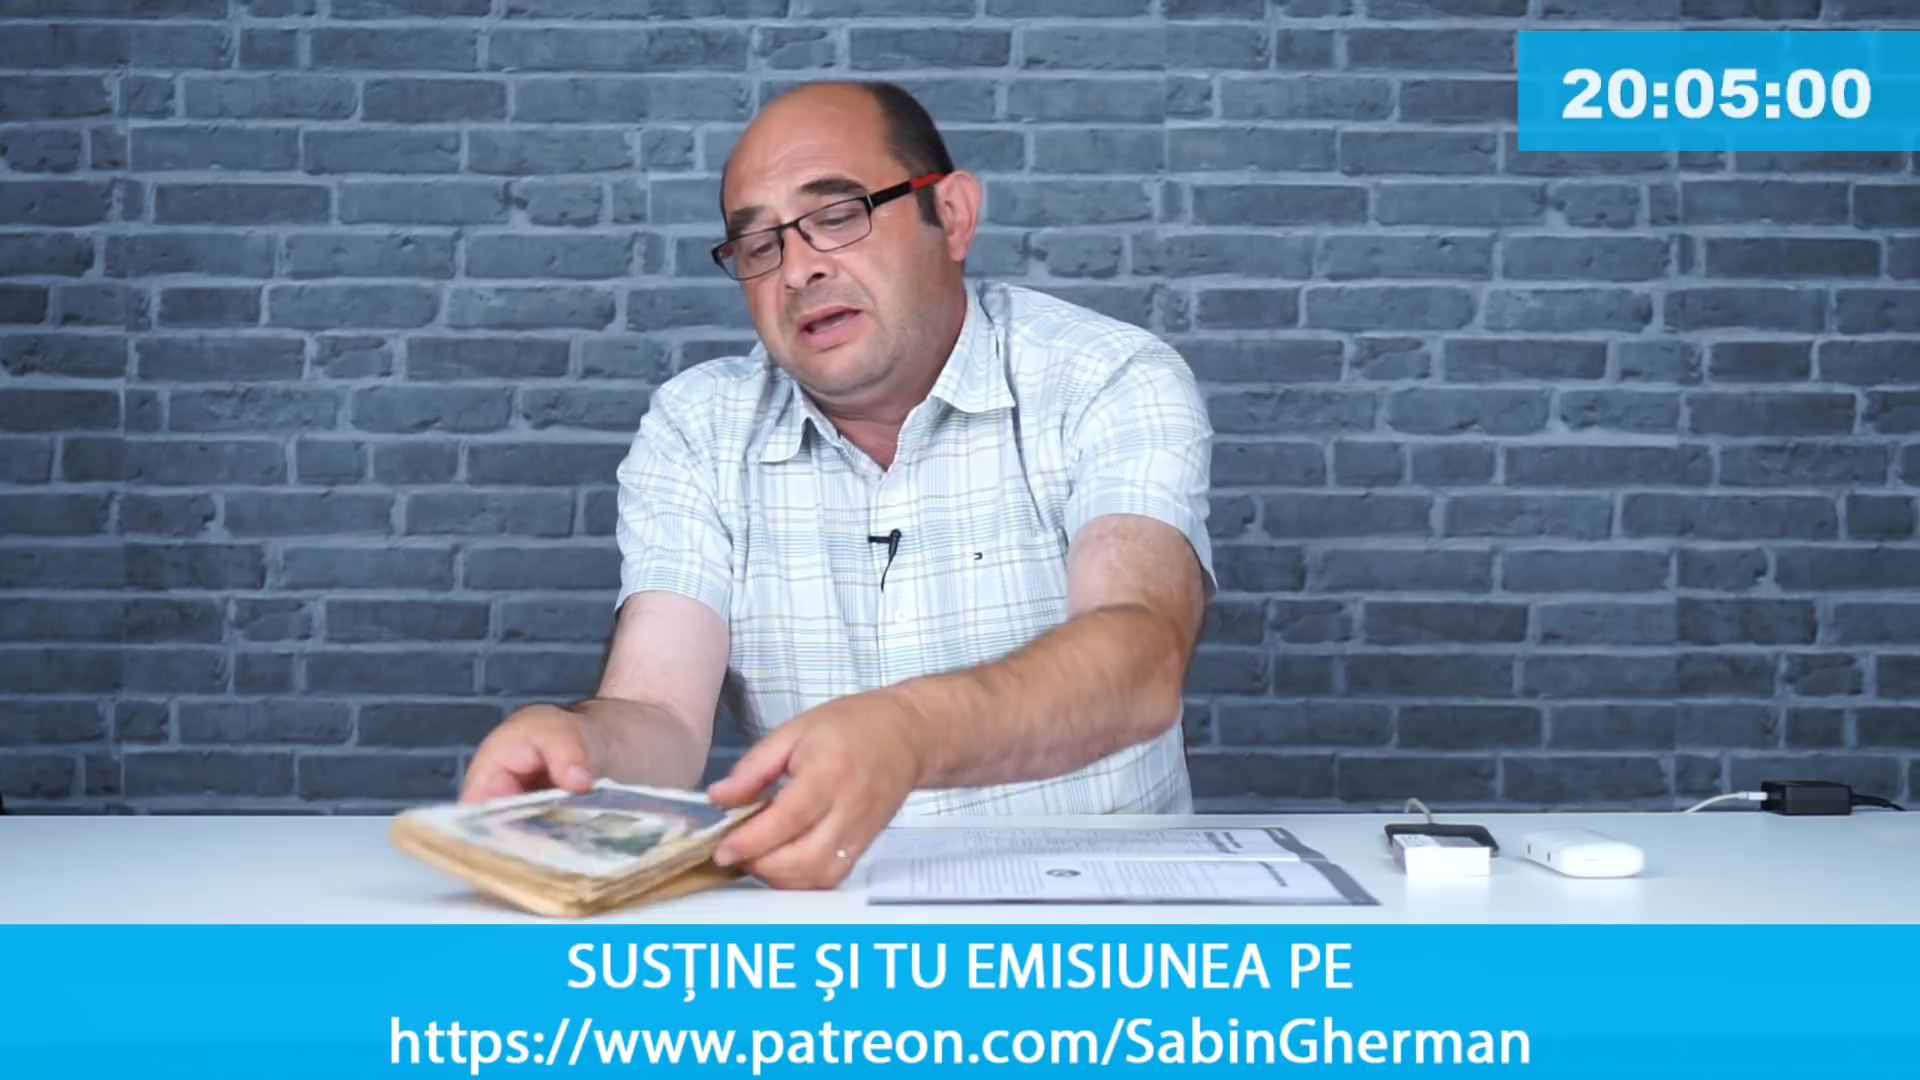 20:05:00
SUSȚINE ȘI TU EMISIUNEA PE
https://www.patreon.com/SabinGherman